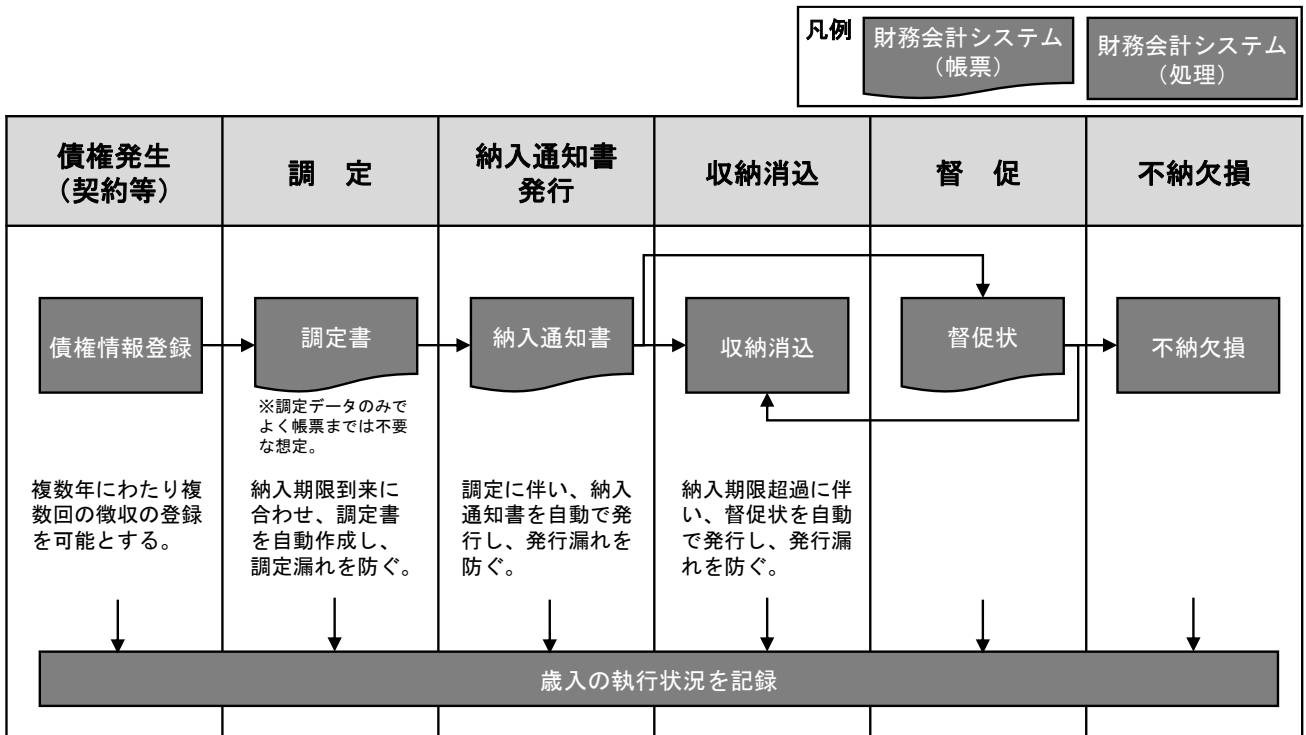 凡例
財務会計システム
（帳票）
財務会計システム
（処理）
債権発生
（契約等）
調　定
納入通知書
発行
収納消込
督　促
不納欠損
債権情報登録
調定書
納入通知書
収納消込
督促状
不納欠損
※調定データのみで
よく帳票までは不要
な想定。
複数年にわたり複
数回の徴収の登録
を可能とする。
納入期限到来に
合わせ、調定書
を自動作成し、
調定漏れを防ぐ。
調定に伴い、納入
通知書を自動で発
行し、発行漏れを
防ぐ。
納入期限超過に伴
い、督促状を自動
で発行し、発行漏
れを防ぐ。
歳入の執行状況を記録